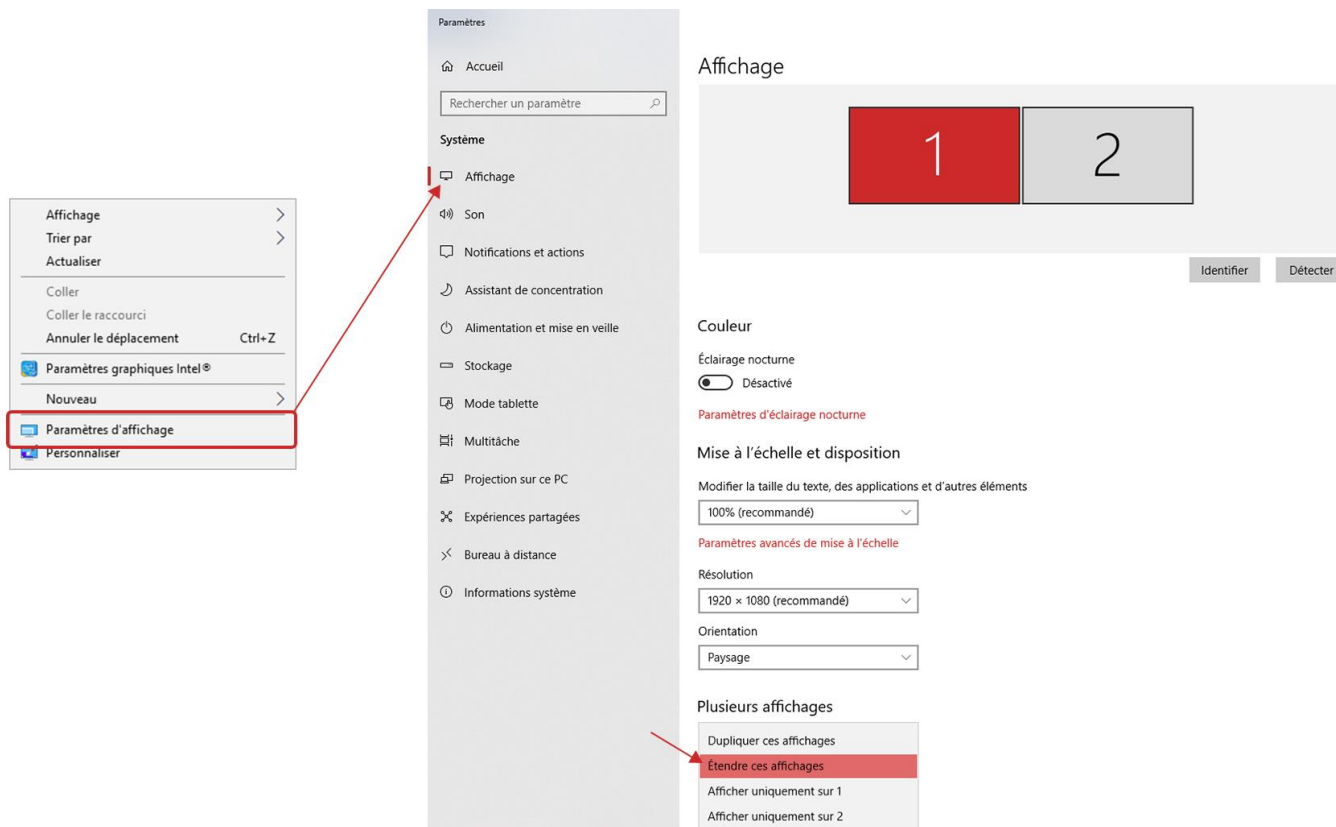 Affichage
Trier par
Actualiser
Coller
Coller le raccourci
Annuler le déplacement Ctrl+Z
Paramètres graphiques Intel®
Nouveau
Paramètres d'affichage
Personnaliser
Paramètres
Accueil
Rechercher un paramètre
Système
Affichage
Son
Notifications et actions
Assistant de concentration
Alimentation et mise en veille
Stockage
Mode tablette
Multitâche
Projection sur ce PC
Expériences partagées
Bureau à distance
Informations système
Affichage
1 2
Identifier Détecter
Couleur
Éclairage nocturne
Désactivé
Paramètres d'éclairage nocturne
Mise à l'échelle et disposition
Modifier la taille du texte, des applications et d'autres éléments
100% (recommandé)
Paramètres avancés de mise à l'échelle
Résolution
1920 × 1080 (recommandé)
Orientation
Paysage
Plusieurs affichages
Dupliquer ces affichages
Étendre ces affichages
Afficher uniquement sur 1
Afficher uniquement sur 2